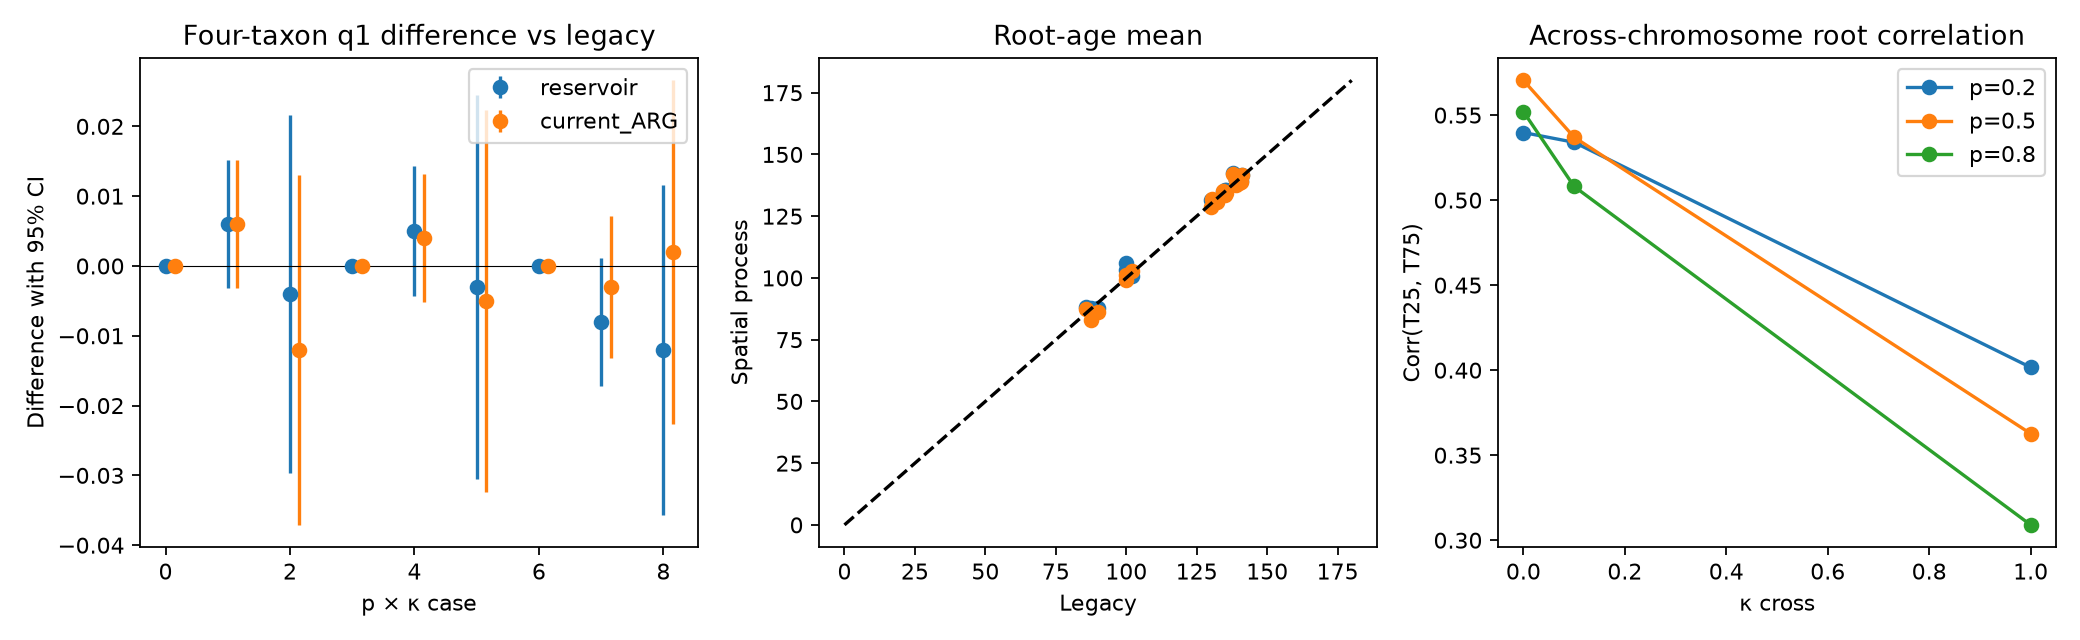 Four-taxon q1 difference vs legacy
Difference with 95% CI
0.02
0.01
0.00
−0.01
−0.02
−0.03
−0.04
reservoir
current_ARG
0 2 4 6 8
p × κ case
Root-age mean
Spatial process
175
150
125
100
75
50
25
0
0 25 50 75 100 125 150 175
Legacy
Across-chromosome root correlation
Corr(T25, T75)
0.55
0.50
0.45
0.40
0.35
0.30
p=0.2
p=0.5
p=0.8
0.0 0.2 0.4 0.6 0.8 1.0
κ cross